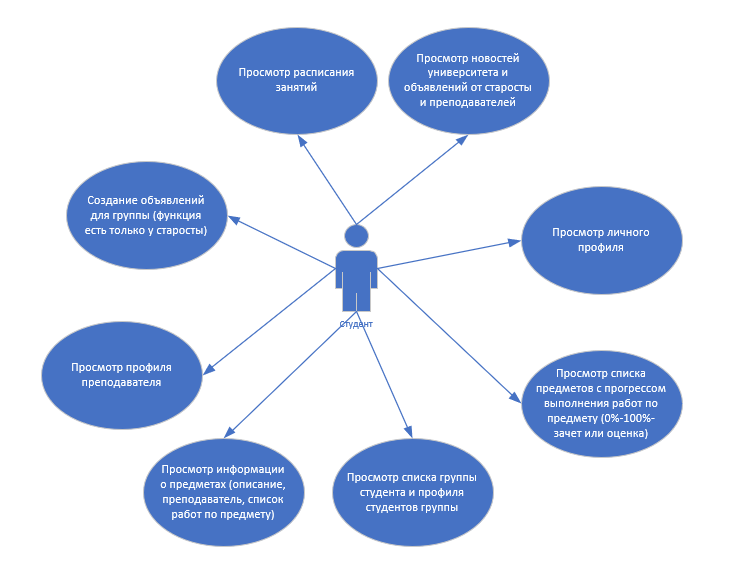 Просмотр расписания
занятий
Просмотр новостей
университета и
объявлений от старосты
и преподавателей
Создание объявлений
для группы (функция
есть только у старосты)
Просмотр личного
профиля
Студент
Просмотр профиля
преподавателя
Просмотр списка
предметов с прогрессом
выполнения работ по
предмету (0%-100%-
зачет или оценка)
Просмотр информации
о предметах (описание,
преподаватель, список
работ по предмету)
Просмотр списка группы
студента и профиля
студентов группы